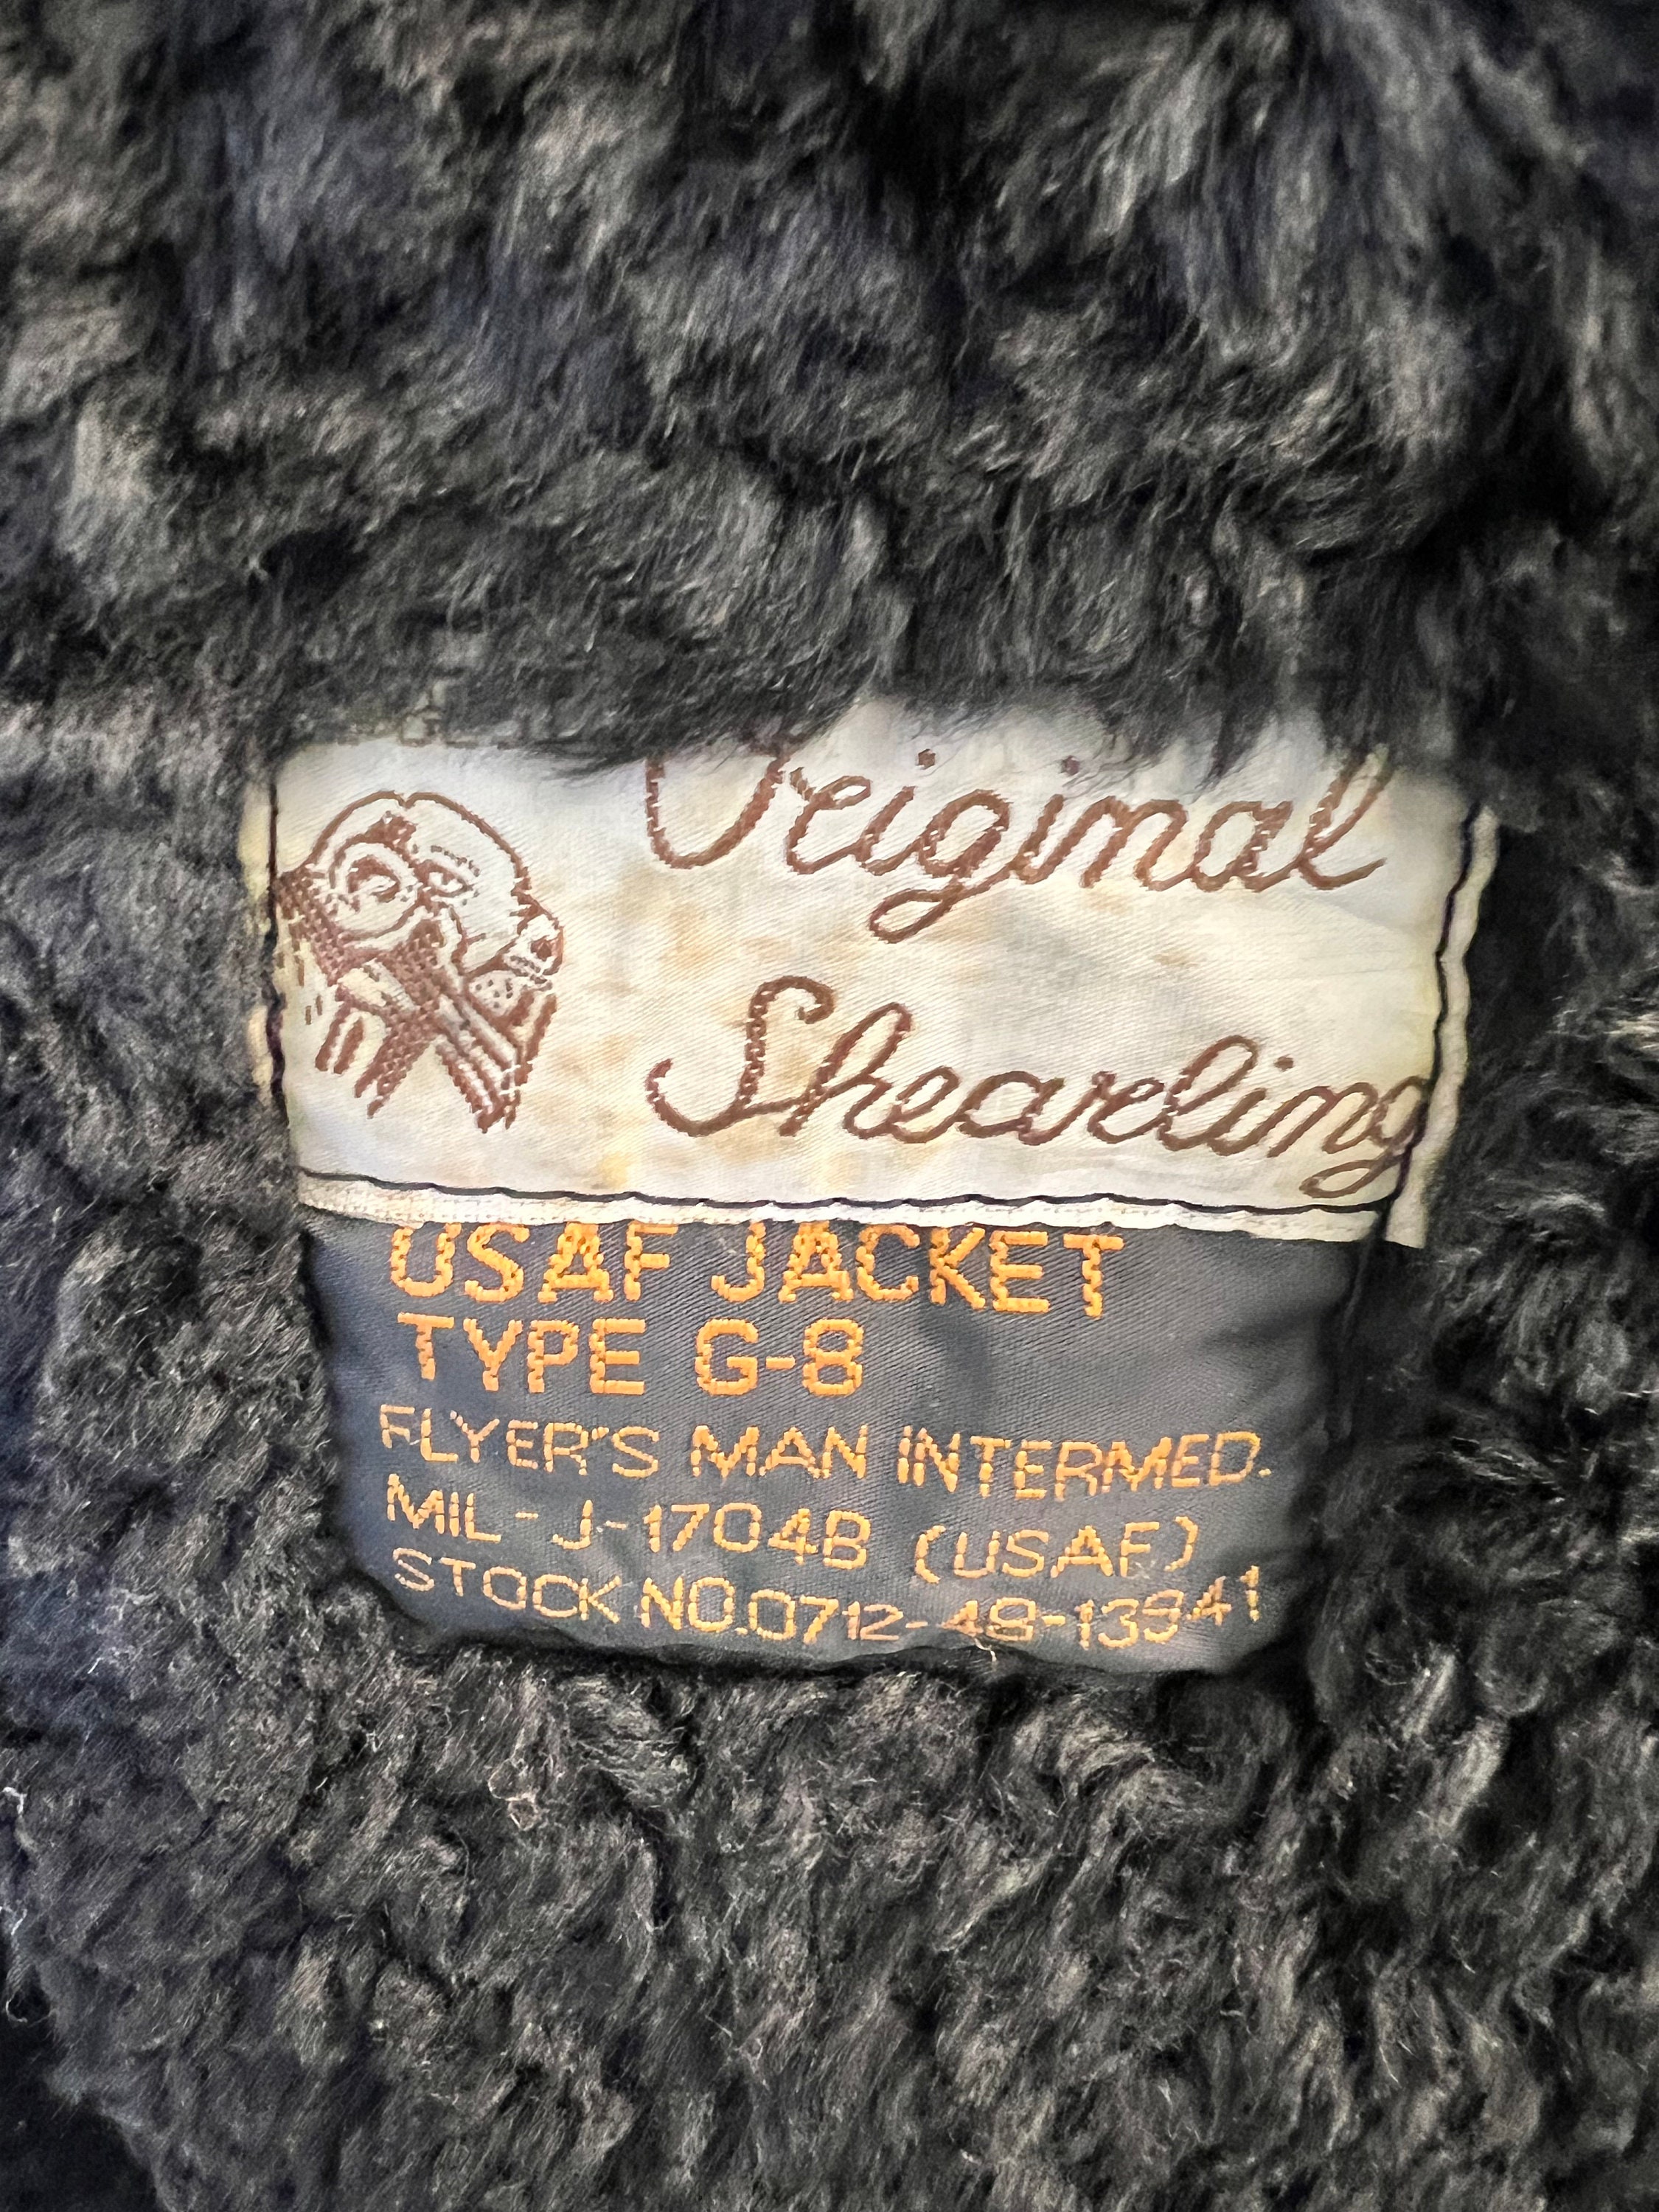 Original
Shearling
USAF JACKET
TYPE G-8
FLYER'S MAN INTERMED.
MIL-J-1704B (USAF)
STOCK NO.0712-48-13941